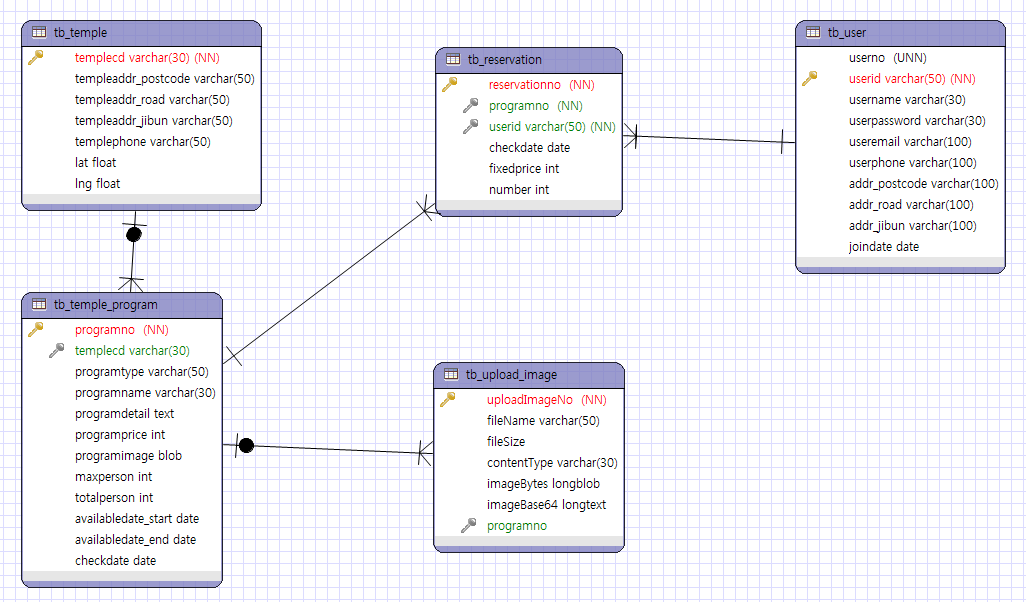 tb_temple
templecd varchar(30) (NN)
templeaddr_postcode varchar(50)
templeaddr_road varchar(50)
templeaddr_jibun varchar(50)
templephone varchar(50)
lat float
lng float
tb_reservation
reservationno (NN)
programno (NN)
userid varchar(50) (NN)
checkdate date
fixedprice int
number int
tb_user
userno (UNN)
userid varchar(50) (NN)
username varchar(30)
userpassword varchar(30)
useremail varchar(100)
userphone varchar(100)
addr_postcode varchar(100)
addr_road varchar(100)
addr_jibun varchar(100)
joindate date
tb_temple_program
programno (NN)
templecd varchar(30)
programtype varchar(50)
programname varchar(30)
programdetail text
programprice int
programimage blob
maxperson int
totalperson int
availabledate_start date
availabledate_end date
checkdate date
tb_upload_image
uploadImageNo (NN)
fileName varchar(50)
fileSize
contentType varchar(30)
imageBytes longblob
imageBase64 longtext
programno